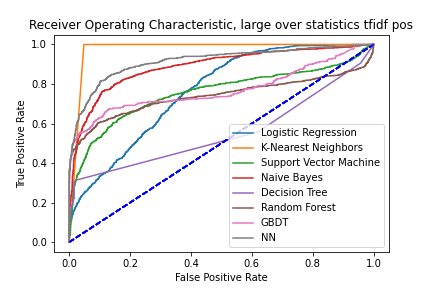 Receiver Operating Characteristic, large over statistics tfidf pos
True Positive Rate
1.0
0.8
0.6
0.4
0.2
0.0
Logistic Regression
K-Nearest Neighbors
Support Vector Machine
Naive Bayes
Decision Tree
Random Forest
GBDT
NN
0.0 0.2 0.4 0.6 0.8 1.0
False Positive Rate